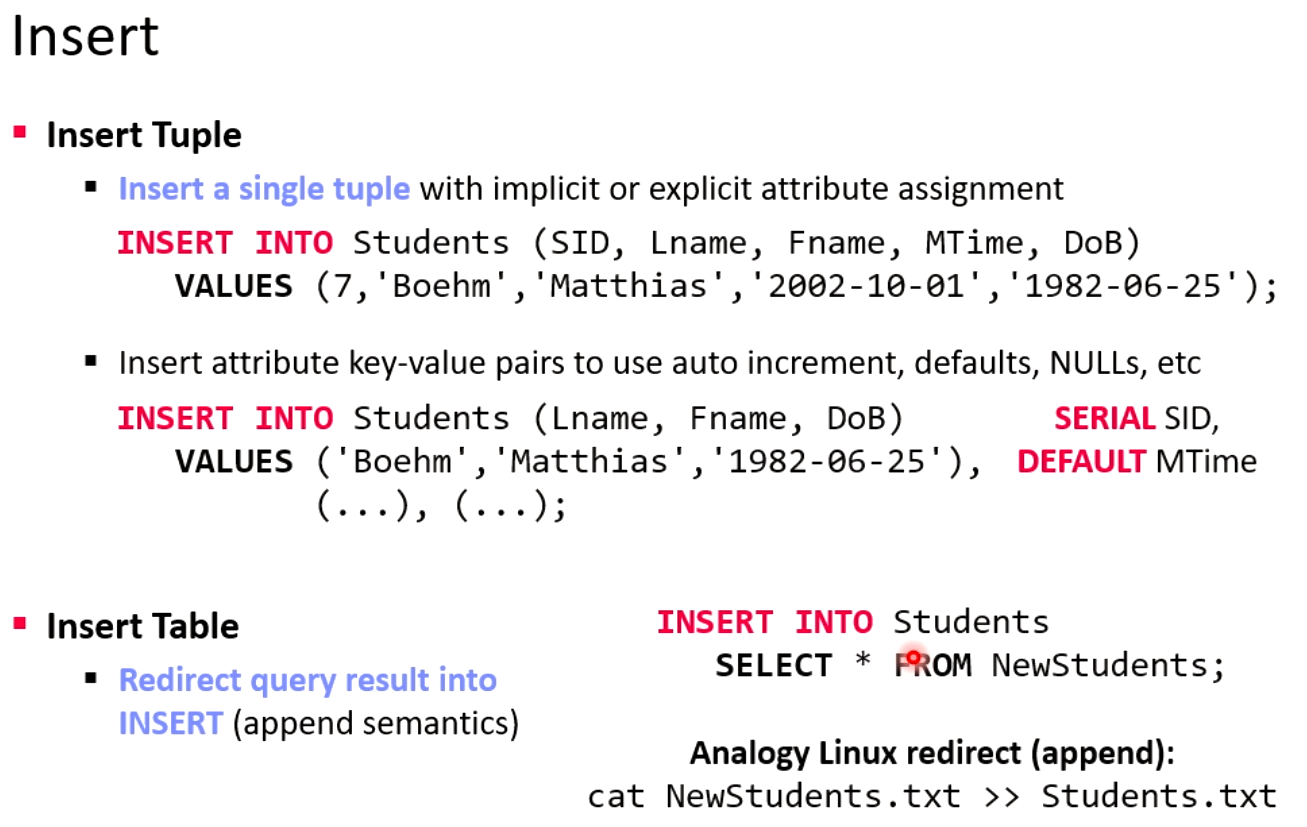 Insert
Insert Tuple
Insert a single tuple with implicit or explicit attribute assignment
INSERT INTO Students (SID, Lname, Fname, MTime, DoB)
VALUES (7,'Boehm','Matthias','2002-10-01','1982-06-25');
Insert attribute key-value pairs to use auto increment, defaults, NULLs, etc
INSERT INTO Students (Lname, Fname, DoB)
VALUES ('Boehm','Matthias','1982-06-25'),
(...), (...);
SERIAL SID,
DEFAULT MTime
Insert Table
Redirect query result into
INSERT (append semantics)
INSERT INTO Students
SELECT * FROM NewStudents;
Analogy Linux redirect (append):
cat NewStudents.txt >> Students.txt